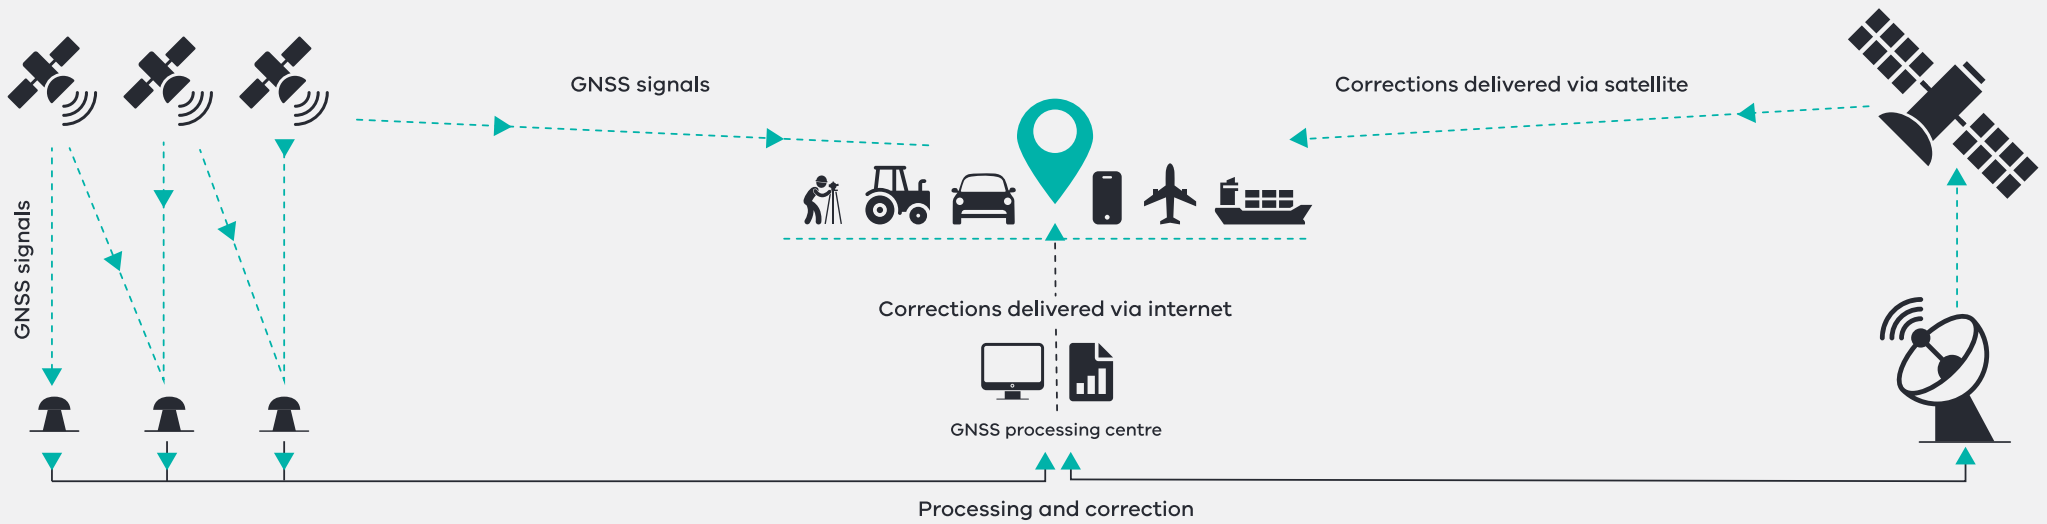 GNSS signals
Corrections delivered via satellite
GNSS signals
Corrections delivered via internet
GNSS processing centre
Processing and correction